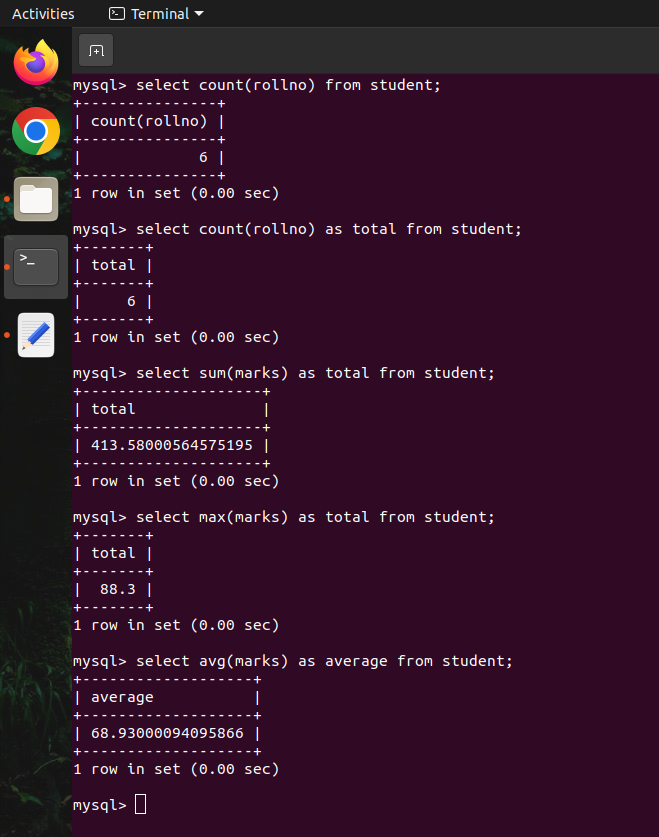 Activities Terminal
mysql> select count(rollno) from student;
+---------------+
| count(rollno) |
+---------------+
|             6 |
+---------------+
1 row in set (0.00 sec)
mysql> select count(rollno) as total from student;
+-------+
| total |
+-------+
|     6 |
+-------+
1 row in set (0.00 sec)
mysql> select sum(marks) as total from student;
+--------------------+
| total              |
+--------------------+
| 413.58000564575195 |
+--------------------+
1 row in set (0.00 sec)
mysql> select max(marks) as total from student;
+-------+
| total |
+-------+
|  88.3 |
+-------+
1 row in set (0.00 sec)
mysql> select avg(marks) as average from student;
+-------------------+
| average           |
+-------------------+
| 68.93000094095866 |
+-------------------+
1 row in set (0.00 sec)
mysql>